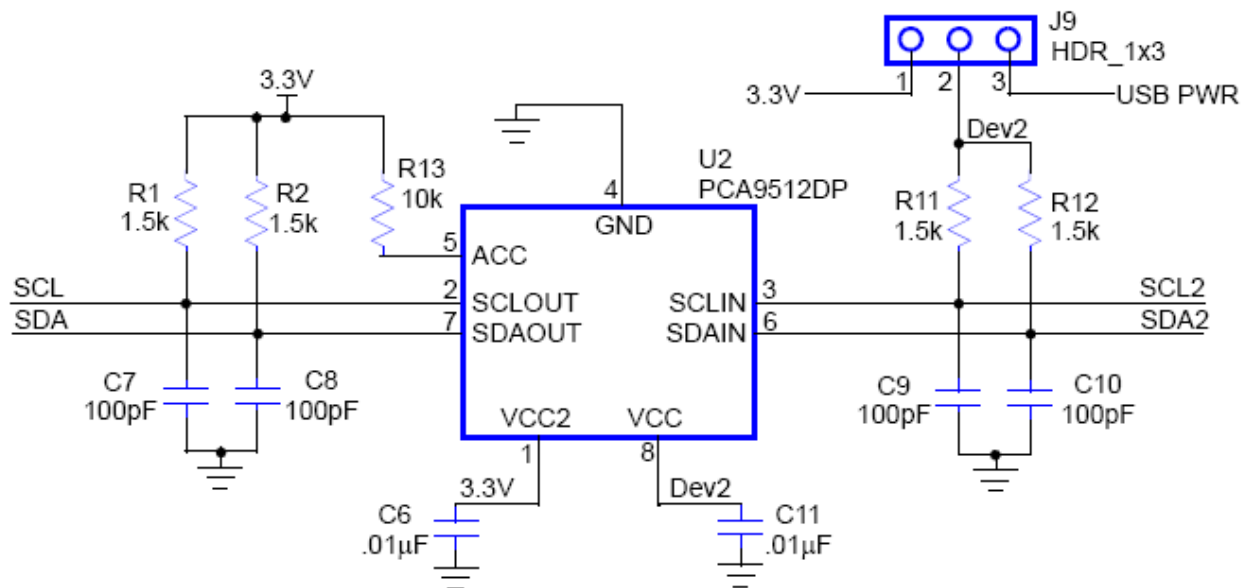 J9
HDR_1x3
3.3V
1
2
3
USB PWR
Dev2
3.3V
R1
1.5k
R2
1.5k
R13
10k
U2
PCA9512DP
R11
1.5k
R12
1.5k
4
GND
5
ACC
SCL
2
SCLOUT
SCLIN
3
SCL2
SDA
7
SDAOUT
SDAIN
6
SDA2
C7
100pF
C8
100pF
C9
100pF
C10
100pF
VCC2
VCC
1
8
3.3V
Dev2
C6
.01µF
C11
.01µF